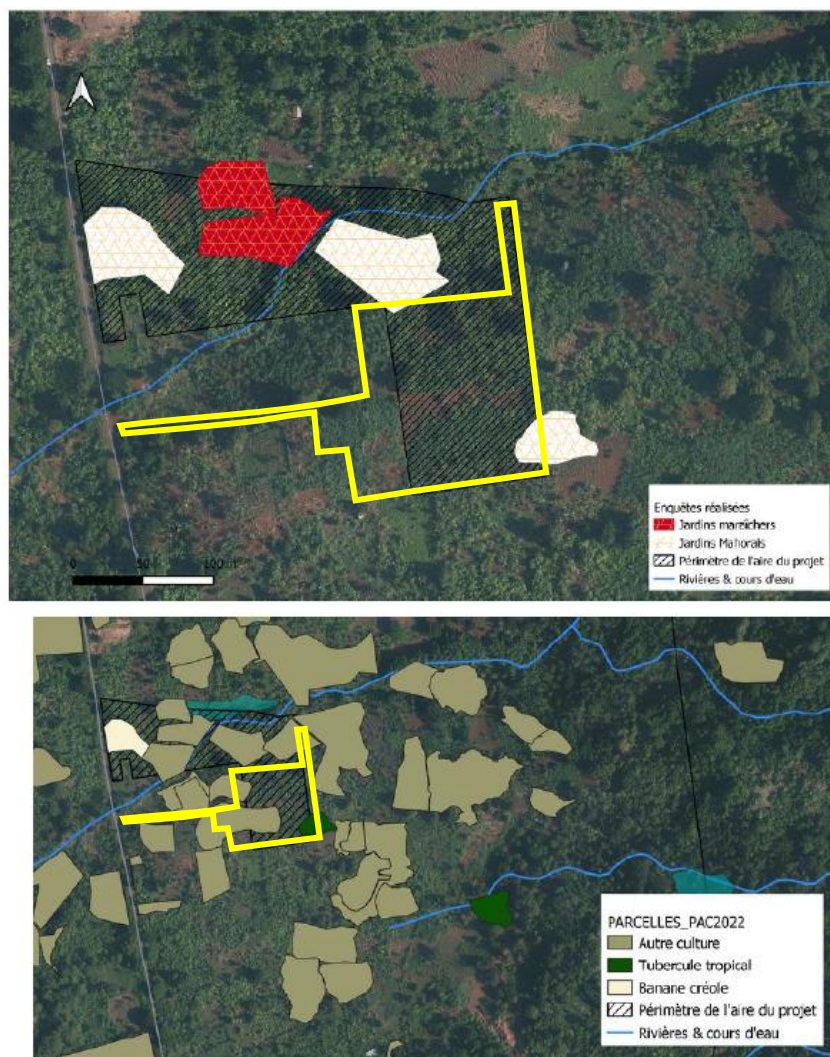 0 50 100 m
Enquêtes réalisées
Jardins maraîchers
Jardins Mahorais
Périmètre de l'aire du projet
Rivières & cours d'eau
PARCELLES_PAC2022
Autre culture
Tubercule tropical
Banane créole
Périmètre de l'aire du projet
Rivières & cours d'eau